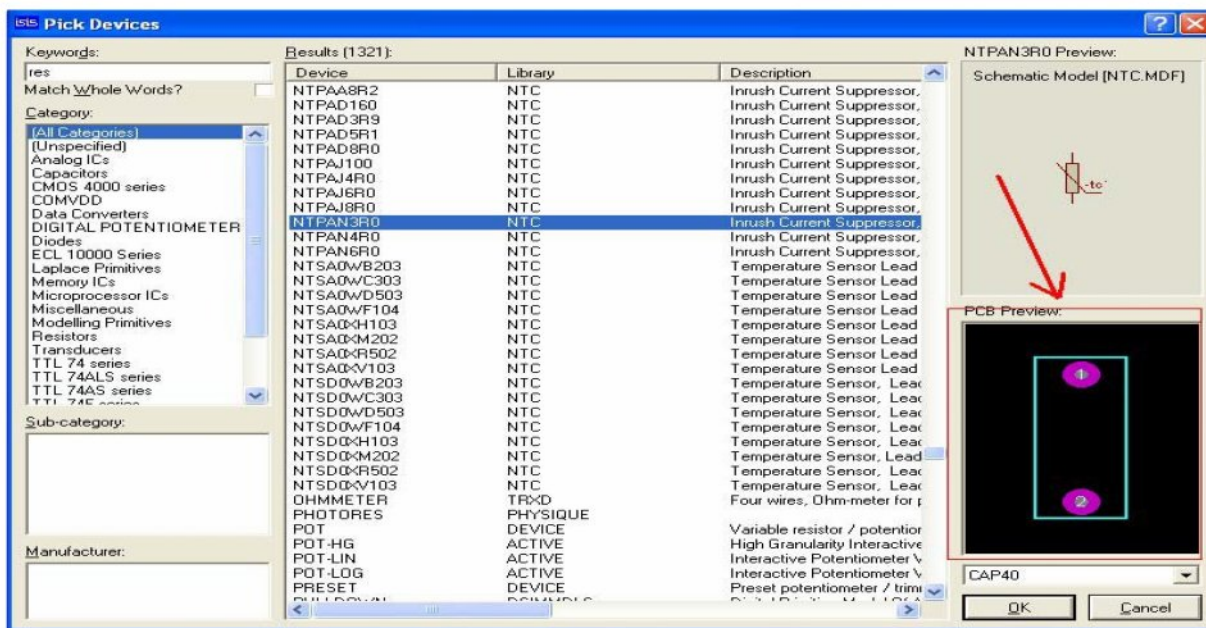 ISIS Pick Devices
Keywords:
res
Match Whole Words?
Category:
(All Categories)
(Unspecified)
Analog ICs
Capacitors
CMOS 4000 series
COMVDD
Data Converters
DIGITAL POTENTIOMETER
Diodes
ECL 10000 Series
Laplace Primitives
Memory ICs
Microprocessor ICs
Miscellaneous
Modelling Primitives
Resistors
Transducers
TTL 74 series
TTL 74ALS series
TTL 74AS series
Sub-category:
Manufacturer:
Results (1321):
Device Library Description
NTPAA8R2 NTC Inrush Current Suppressor,
NTPAD160 NTC Inrush Current Suppressor,
NTPAD3R9 NTC Inrush Current Suppressor,
NTPAD5R1 NTC Inrush Current Suppressor,
NTPAD8R0 NTC Inrush Current Suppressor,
NTPAJ100 NTC Inrush Current Suppressor,
NTPAJ4R0 NTC Inrush Current Suppressor,
NTPAJ6R0 NTC Inrush Current Suppressor,
NTPAJ8R0 NTC Inrush Current Suppressor,
NTPAN3R0 NTC Inrush Current Suppressor,
NTPAN4R0 NTC Inrush Current Suppressor,
NTPAN6R0 NTC Inrush Current Suppressor,
NTSA0WB203 NTC Temperature Sensor Lead
NTSA0WC303 NTC Temperature Sensor Lead
NTSA0WD503 NTC Temperature Sensor Lead
NTSA0WF104 NTC Temperature Sensor Lead
NTSA0XH103 NTC Temperature Sensor Lead
NTSA0XM202 NTC Temperature Sensor Lead
NTSA0XR502 NTC Temperature Sensor Lead
NTSA0XV103 NTC Temperature Sensor Lead
NTSD0WB203 NTC Temperature Sensor, Lead
NTSD0WC303 NTC Temperature Sensor, Lead
NTSD0WD503 NTC Temperature Sensor, Lead
NTSD0WF104 NTC Temperature Sensor, Lead
NTSD0XH103 NTC Temperature Sensor, Lead
NTSD0XM202 NTC Temperature Sensor, Lead
NTSD0XR502 NTC Temperature Sensor, Lead
NTSD0XV103 NTC Temperature Sensor, Lead
OHMMETER TRXD Four wires, Ohm-meter for
PHOTORES PHYSIQUE
POT DEVICE Variable resistor / potentior
POT-HG ACTIVE High Granularity Interactive
POT-LIN ACTIVE Interactive Potentiometer
POT-LOG ACTIVE Interactive Potentiometer
PRESET DEVICE Preset potentiometer / trimi
NTPAN3R0 Preview:
Schematic Model [NTC.MDF]
-tc
PCB Preview:
1
2
CAP40
OK Cancel